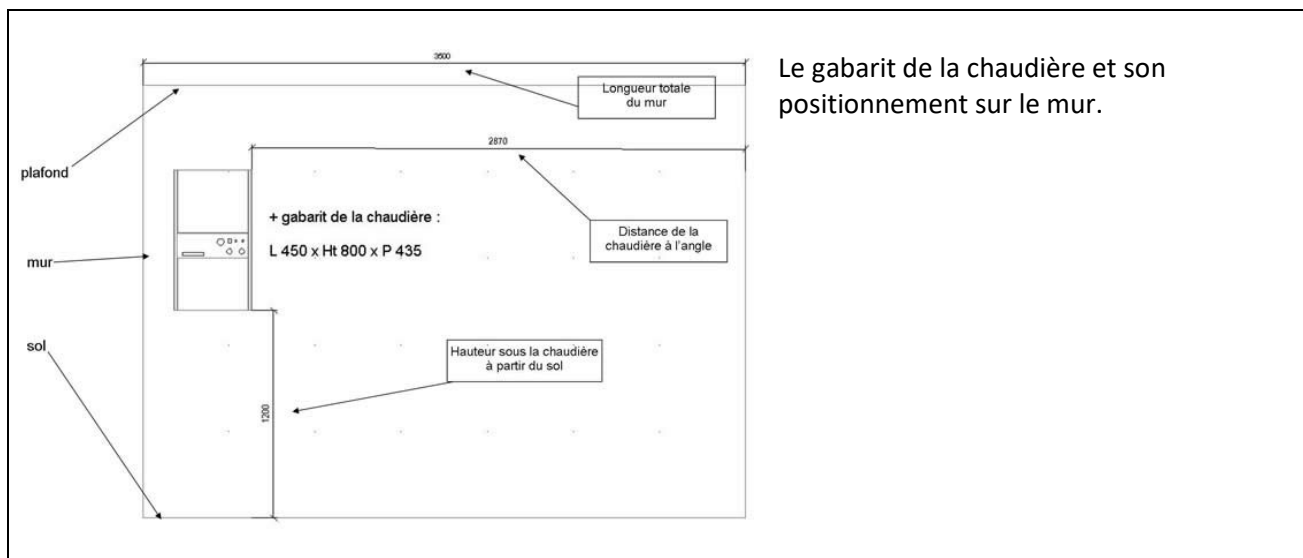 3500
Longueur totale
du mur
Le gabarit de la chaudière et son
positionnement sur le mur.
2870
plafond
+ gabarit de la chaudière :
L 450 x Ht 800 x P 435
Distance de la
chaudière à l'angle
mur
sol
Hauteur sous la chaudière
à partir du sol
1200